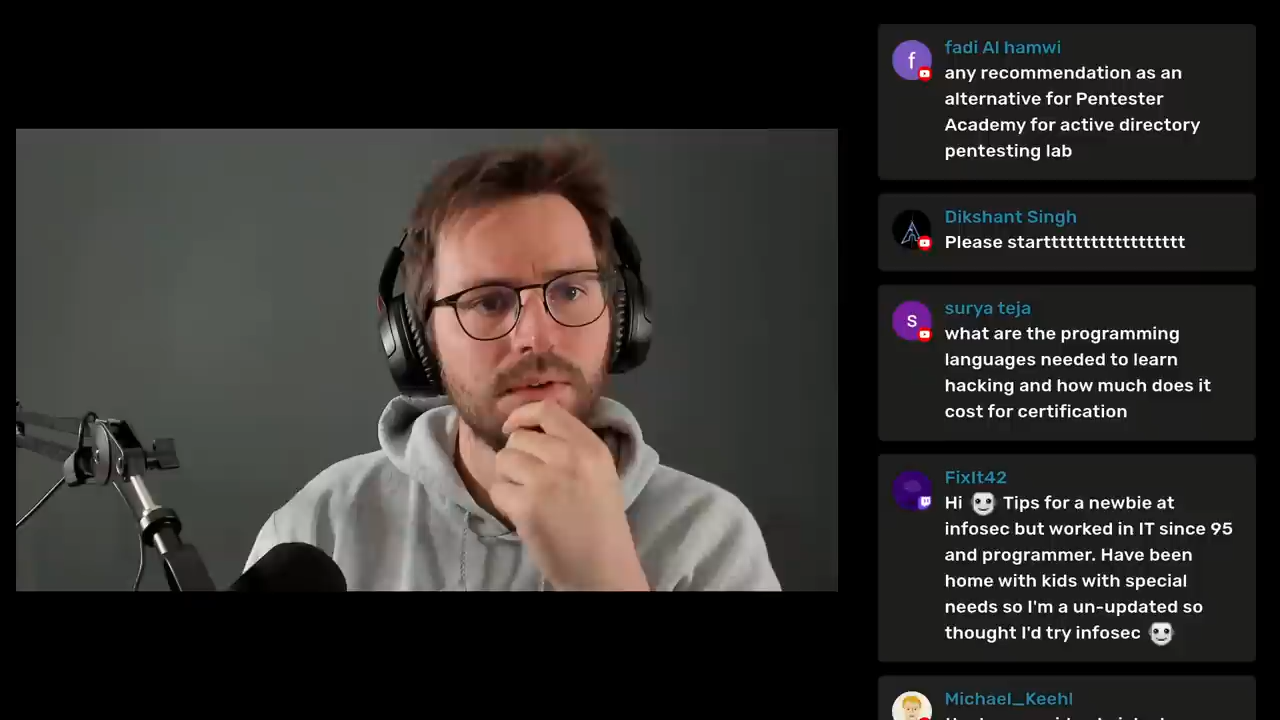 fadi Al hamwi
any recommendation as an
alternative for Pentester
Academy for active directory
pentesting lab
Dikshant Singh
Please starttttttttttttttttttt
surya teja
what are the programming
languages needed to learn
hacking and how much does it
cost for certification
FixIt42
Hi Tips for a newbie at
infosec but worked in IT since 95
and programmer. Have been
home with kids with special
needs so I'm a un-updated so
thought I'd try infosec
Michael_Keehl